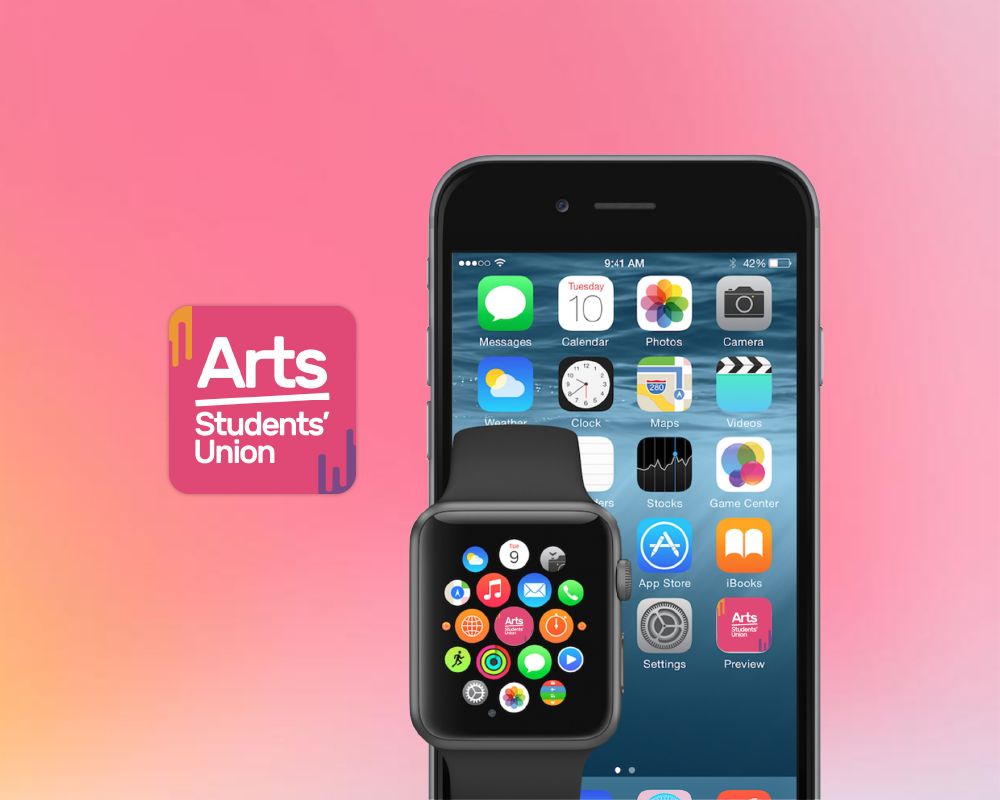 Arts
Students’
Union
9:41 AM
42%
Tuesday
10
Messages
Calendar
Photos
Camera
280
Weather
Clock
Maps
Videos
ders
Stocks
Game Center
App Store
iBooks
Arts
Students’
Union
Settings
Preview
Tue
9
Arts
Students’
Union